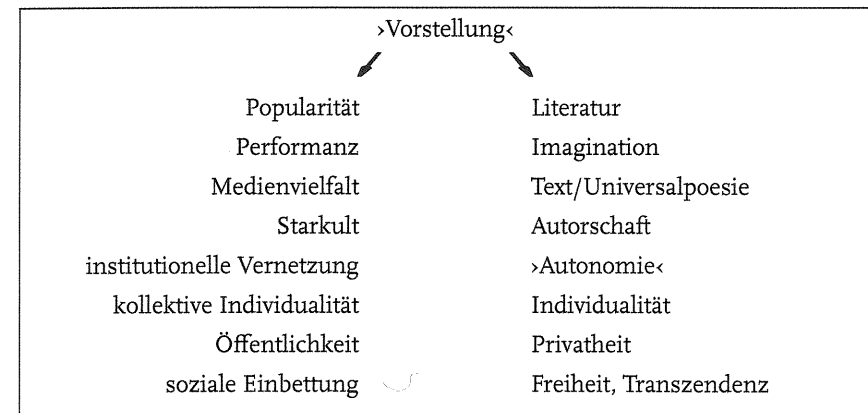 ›Vorstellung‹
Popularität Literatur
Performanz Imagination
Medienvielfalt Text/Universalpoesie
Starkult Autorschaft
institutionelle Vernetzung ›Autonomie‹
kollektive Individualität Individualität
Öffentlichkeit Privatheit
soziale Einbettung Freiheit, Transzendenz